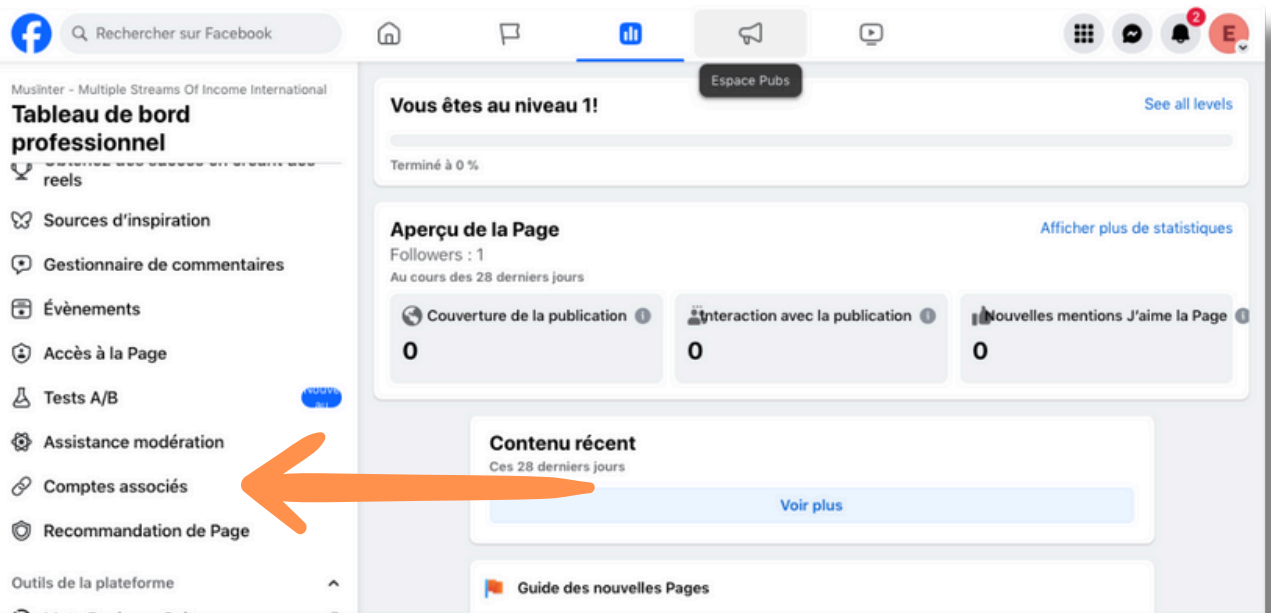 Rechercher sur Facebook
2
E
Espace Pubs
Musinter - Multiple Streams Of Income International
Tableau de bord
professionnel
reels
Sources d'inspiration
Gestionnaire de commentaires
Évènements
Accès à la Page
Tests A/B
Assistance modération
Comptes associés
Recommandation de Page
Outils de la plateforme
Vous êtes au niveau 1!
See all levels
Terminé à 0 %
Aperçu de la Page
Afficher plus de statistiques
Followers : 1
Au cours des 28 derniers jours
Couverture de la publication
0
Interaction avec la publication
0
Nouvelles mentions J'aime la Page
0
Contenu récent
Ces 28 derniers jours
Voir plus
Guide des nouvelles Pages